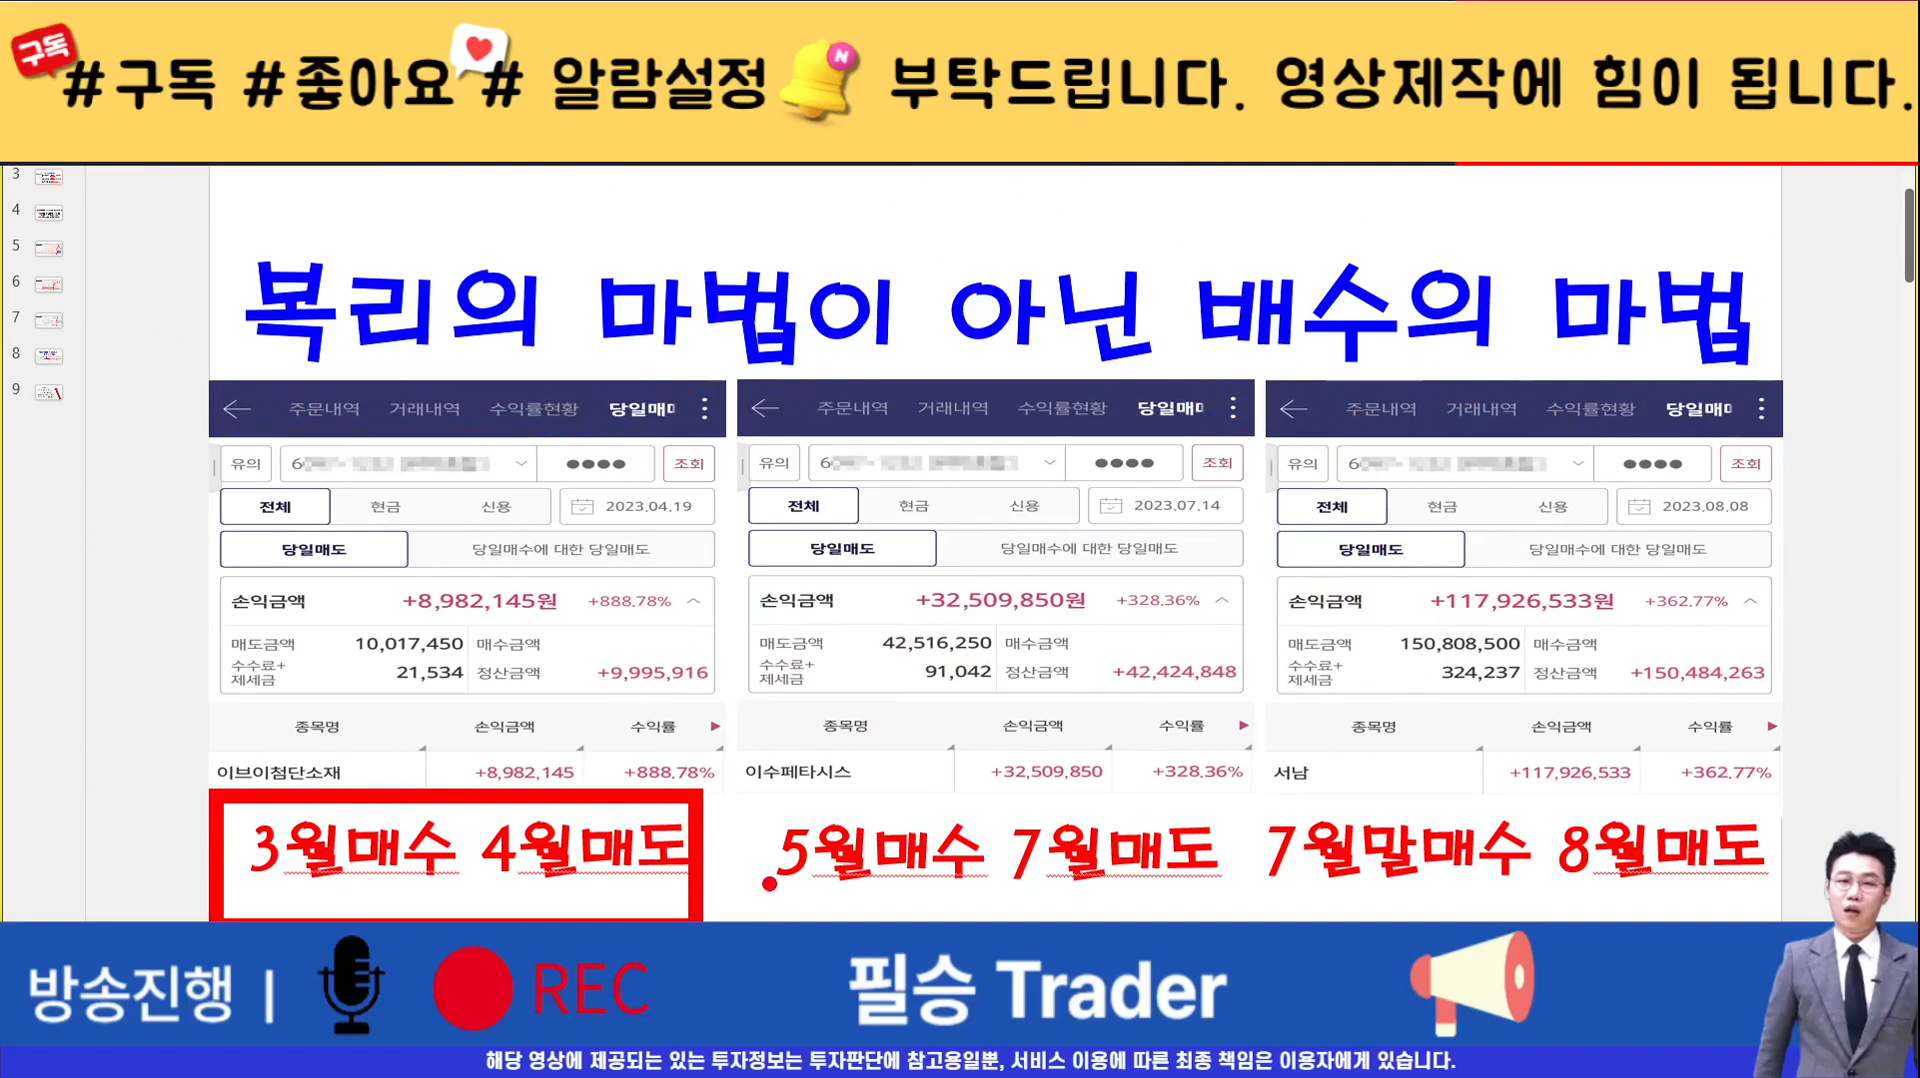 구독
#구독 #좋아요 # 알람설정 N 부탁드립니다. 영상제작에 힘이 됩니다.
3
4
5
6
7
8
9
복리의 마법이 아닌 배수의 마법
주문내역 거래내역 수익률현황 당일매매
유의 6 ●●●● 조회
전체 현금 신용 2023.04.19
당일매도 당일매수에 대한 당일매도
손익금액 +8,982,145원 +888.78%
매도금액 10,017,450 매수금액
수수료+
제세금 21,534 정산금액 +9,995,916
종목명 손익금액 수익률
이브이첨단소재 +8,982,145 +888.78%
3월매수 4월매도
주문내역 거래내역 수익률현황 당일매매
유의 6 ●●●● 조회
전체 현금 신용 2023.07.14
당일매도 당일매수에 대한 당일매도
손익금액 +32,509,850원 +328.36%
매도금액 42,516,250 매수금액
수수료+
제세금 91,042 정산금액 +42,424,848
종목명 손익금액 수익률
이수페타시스 +32,509,850 +328.36%
5월매수 7월매도
주문내역 거래내역 수익률현황 당일매매
유의 6 ●●●● 조회
전체 현금 신용 2023.08.08
당일매도 당일매수에 대한 당일매도
손익금액 +117,926,533원 +362.77%
매도금액 150,808,500 매수금액
수수료+
제세금 324,237 정산금액 +150,484,263
종목명 손익금액 수익률
서남 +117,926,533 +362.77%
7월말매수 8월매도
방송진행 | REC 필승 Trader
해당 영상에 제공되는 있는 투자정보는 투자판단에 참고용일뿐, 서비스 이용에 따른 최종 책임은 이용자에게 있습니다.